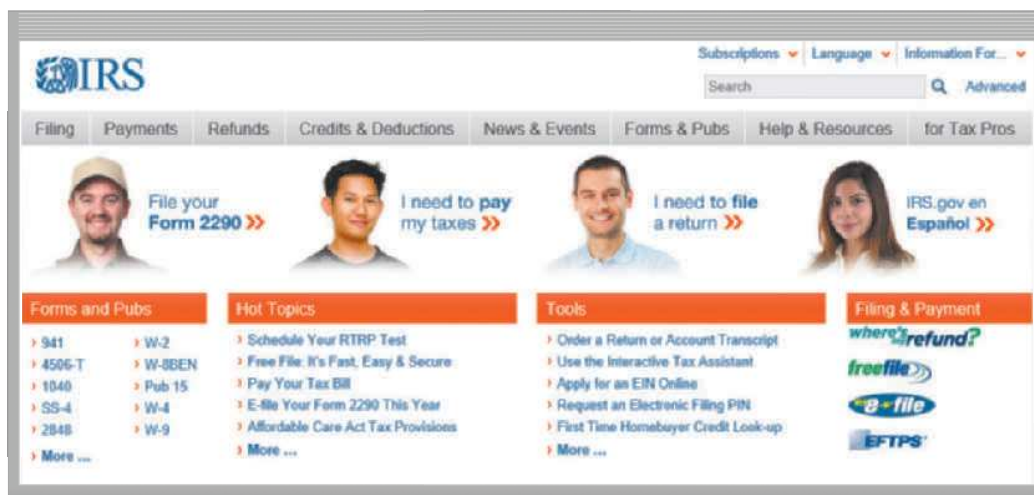 IRS
Subscriptions Language Information For...
Search Advanced
Filing Payments Refunds Credits & Deductions News & Events Forms & Pubs Help & Resources for Tax Pros
File your
Form 2290
I need to pay
my taxes
I need to file
a return
IRS.gov en
Español
Forms and Pubs
941
4506-T
1040
SS-4
2848
More ...
W-2
W-8BEN
Pub 15
W-4
W-9
Hot Topics
Schedule Your RTRP Test
Free File: It's Fast, Easy & Secure
Pay Your Tax Bill
E-file Your Form 2290 This Year
Affordable Care Act Tax Provisions
More ...
Tools
Order a Return or Account Transcript
Use the Interactive Tax Assistant
Apply for an EIN Online
Request an Electronic Filing PIN
First Time Homebuyer Credit Look-up
More ...
Filing & Payment
where's my refund?
freefile
e-file
EFTPS